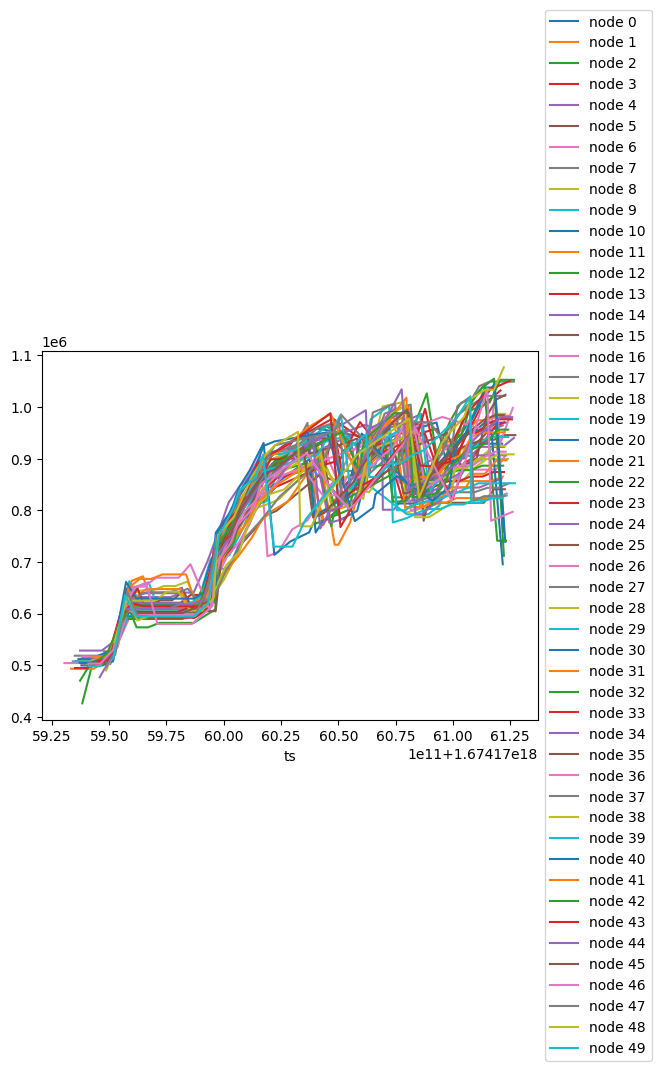 1e6
1.1
1.0
0.9
0.8
0.7
0.6
0.5
0.4
59.25 59.50 59.75 60.00 60.25 60.50 60.75 61.00 61.25
ts
1e11+1.67417e18
node 0
node 1
node 2
node 3
node 4
node 5
node 6
node 7
node 8
node 9
node 10
node 11
node 12
node 13
node 14
node 15
node 16
node 17
node 18
node 19
node 20
node 21
node 22
node 23
node 24
node 25
node 26
node 27
node 28
node 29
node 30
node 31
node 32
node 33
node 34
node 35
node 36
node 37
node 38
node 39
node 40
node 41
node 42
node 43
node 44
node 45
node 46
node 47
node 48
node 49